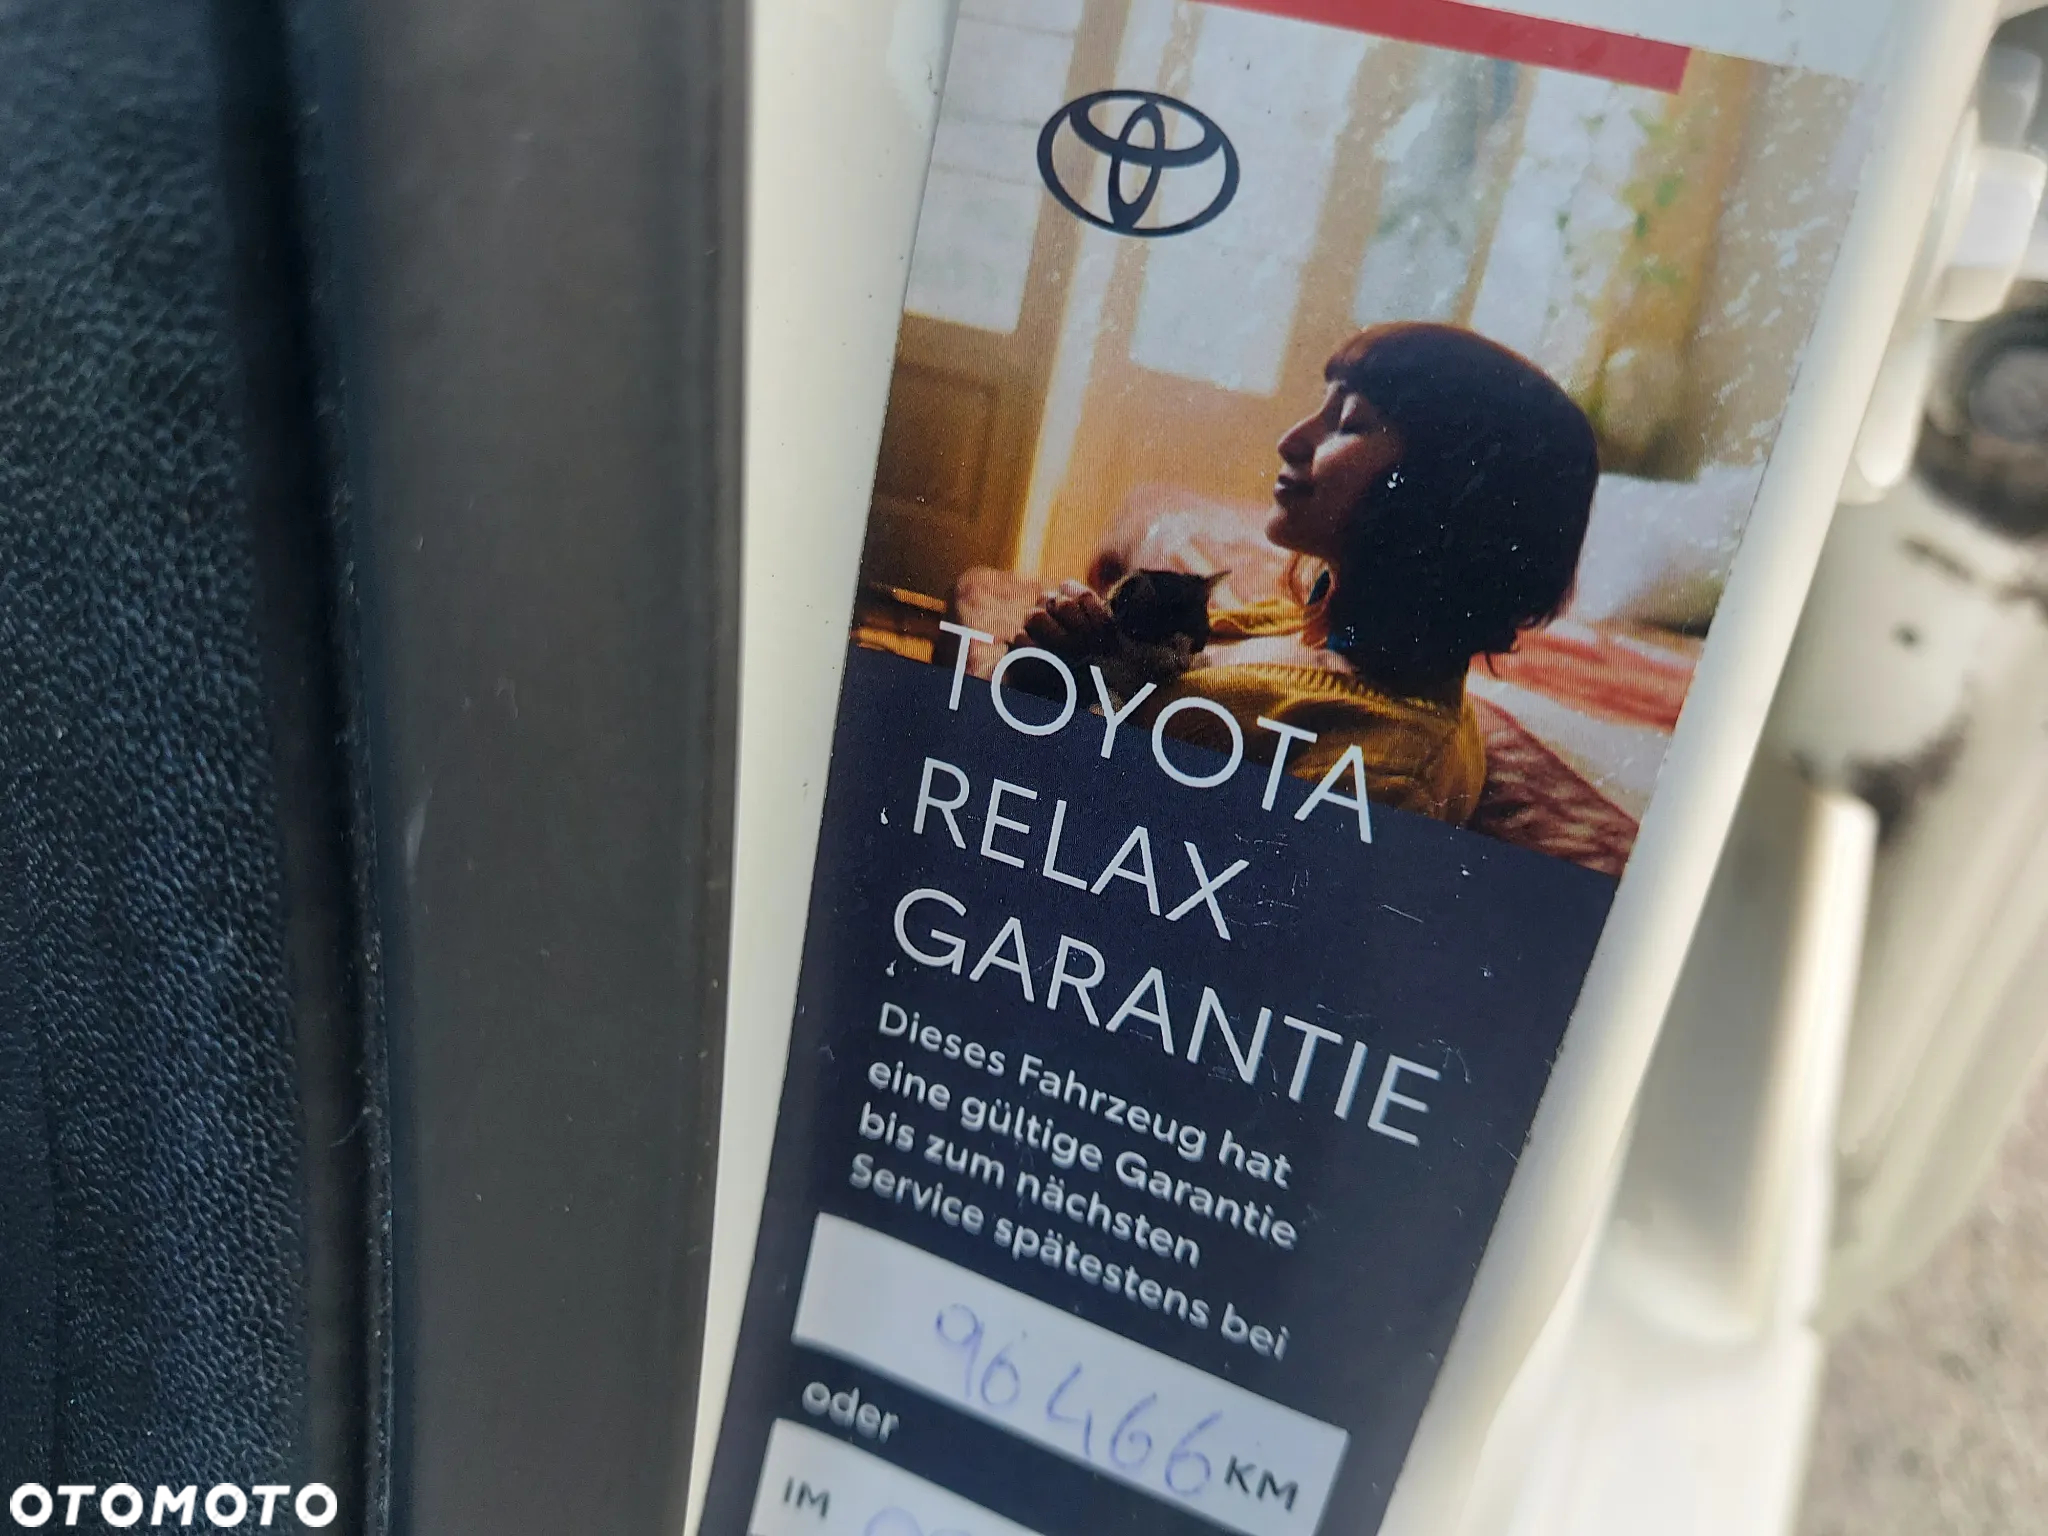 TOYOTA
RELAX
GARANTIE
Dieses Fahrzeug hat
eine gültige Garantie
bis zum nächsten
Service spätestens bei
96466 KM
oder
IM
OTOMOTO